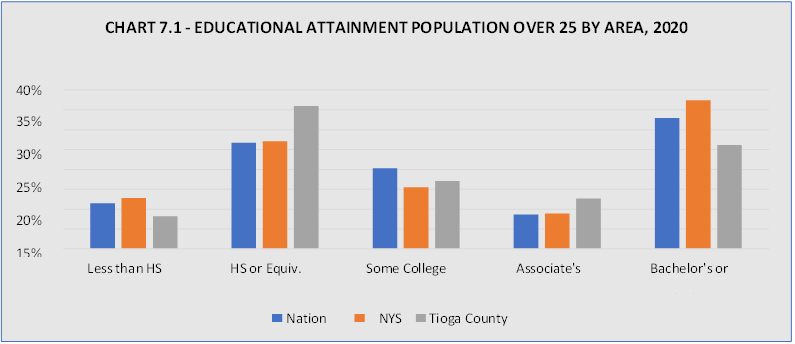 CHART 7.1 - EDUCATIONAL ATTAINMENT POPULATION OVER 25 BY AREA, 2020
40%
35%
30%
25%
20%
15%
Less than HS HS or Equiv. Some College Associate's Bachelor's or
Nation NYS Tioga County